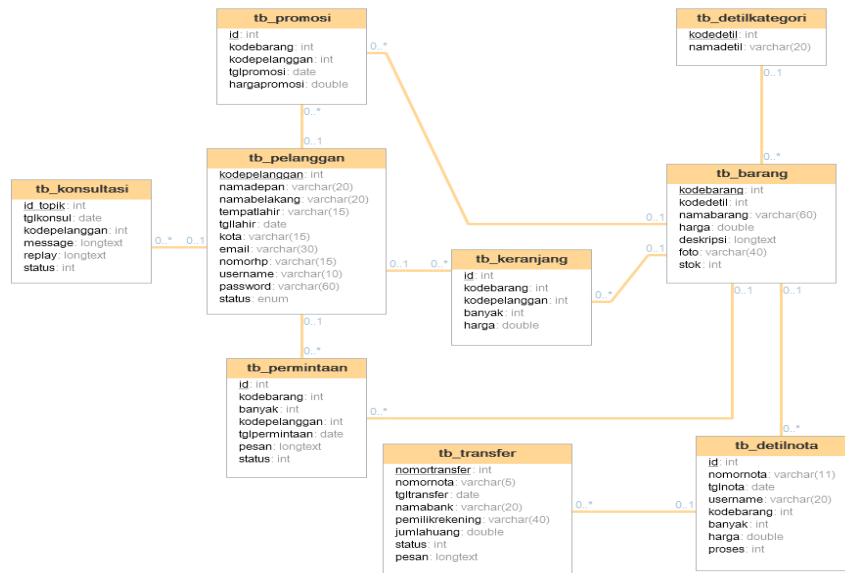 tb_promosi
id: int
kodebarang: int
kodepelanggan: int
tglpromosi: date
hargapromosi: double
0..*
0..*
0..1
tb_detilkategori
kodedetil: int
namadetil: varchar(20)
0..1
0..*
tb_pelanggan
kodepelanggan: int
namadepan: varchar(20)
namabelakang: varchar(20)
tempatlahir: varchar(15)
tgllahir: date
kota: varchar(15)
email: varchar(30)
nomorhp: varchar(15)
username: varchar(10)
password: varchar(60)
status: enum
tb_konsultasi
id_topik: int
tglkonsul: date
kodepelanggan: int
message: longtext
replay: longtext
status: int
0..*
0..1
0..1
0..*
0..1
0..*
tb_barang
kodebarang: int
kodedetil: int
namabarang: varchar(60)
harga: double
deskripsi: longtext
foto: varchar(40)
stok: int
0..1
0..1
0..1
0..1
tb_keranjang
id: int
kodebarang: int
kodepelanggan: int
banyak: int
harga: double
0..*
tb_permintaan
id: int
kodebarang: int
banyak: int
kodepelanggan: int
tglpermintaan: date
pesan: longtext
status: int
0..*
tb_transfer
nomortransfer: int
nomornota: varchar(5)
tgltransfer: date
namabank: varchar(20)
pemilikrekening: varchar(40)
jumlahuang: double
status: int
pesan: longtext
0..*
0..1
0..*
tb_detilnota
id: int
nomornota: varchar(11)
tglnota: date
username: varchar(20)
kodebarang: int
banyak: int
harga: double
proses: int